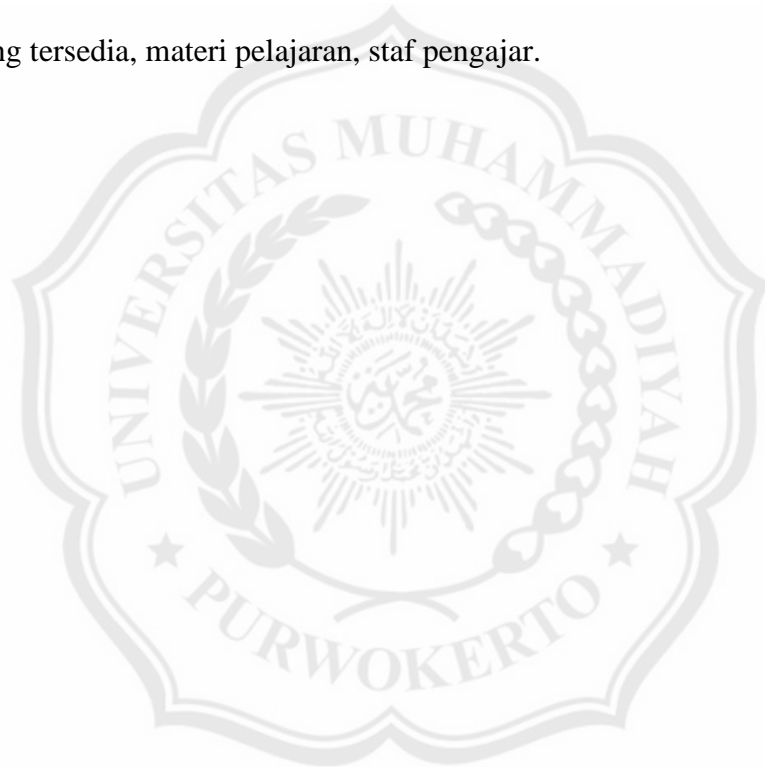 ng tersedia, materi pelajaran, staf pengajar.
UNIVERSITAS MUHAMMADIYAH
PURWOKERTO